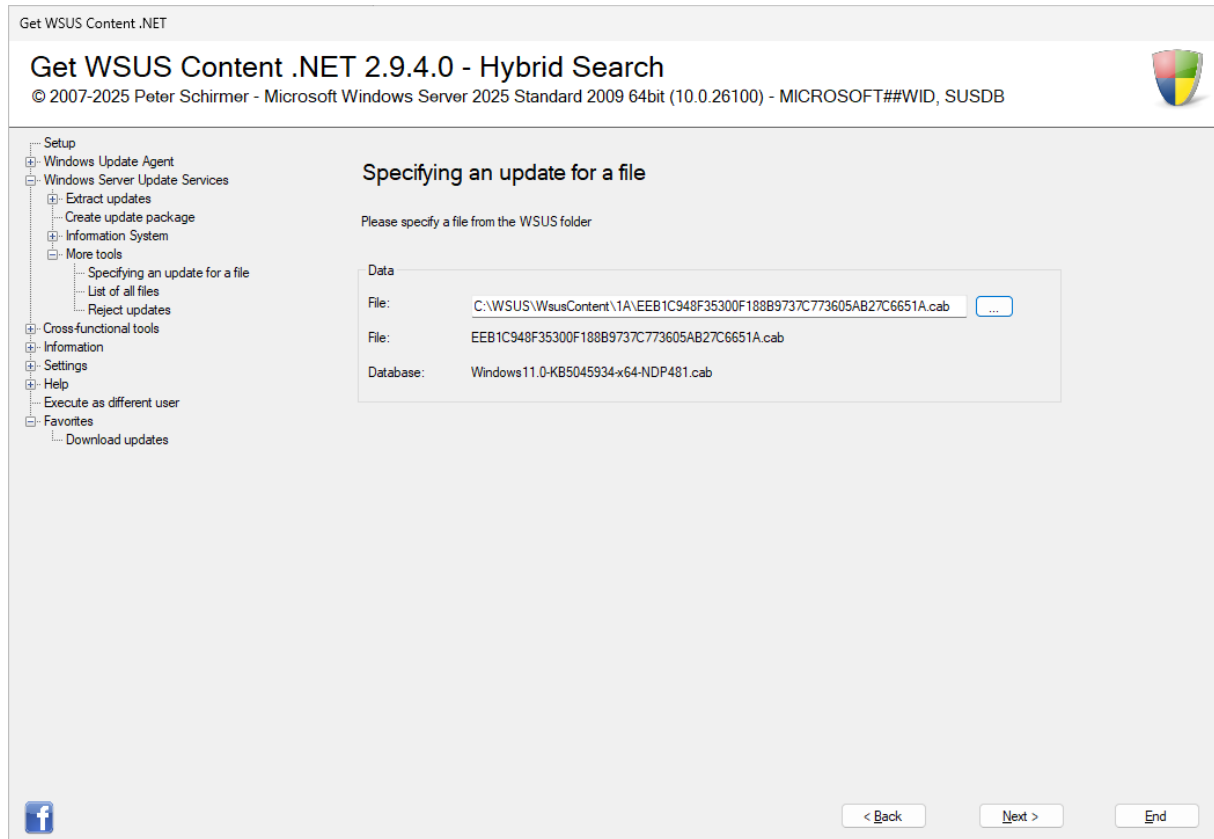 Get WSUS Content .NET
Get WSUS Content .NET 2.9.4.0 - Hybrid Search
© 2007-2025 Peter Schirmer - Microsoft Windows Server 2025 Standard 2009 64bit (10.0.26100) - MICROSOFT##WID, SUSDB
Setup
Windows Update Agent
Windows Server Update Services
Extract updates
Create update package
Information System
More tools
Specifying an update for a file
List of all files
Reject updates
Cross-functional tools
Information
Settings
Help
Execute as different user
Favorites
Download updates
Specifying an update for a file
Please specify a file from the WSUS folder
Data
File: C:\WSUS\WsusContent\1A\EEB1C948F35300F188B9737C773605AB27C6651A.cab ...
File: EEB1C948F35300F188B9737C773605AB27C6651A.cab
Database: Windows11.0-KB5045934-x64-NDP481.cab
f
< Back Next > End